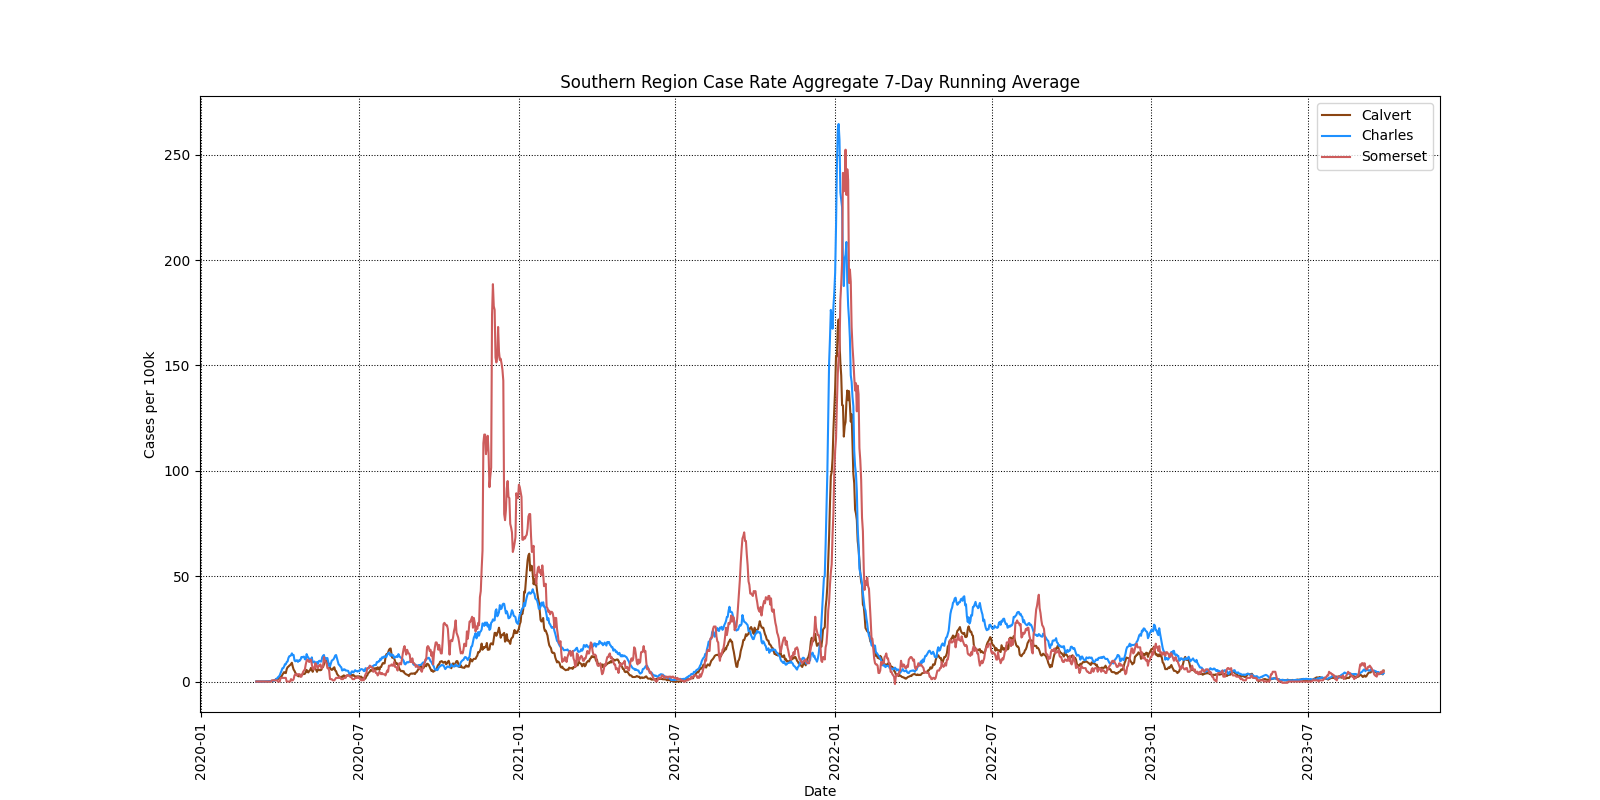 Southern Region Case Rate Aggregate 7-Day Running Average
Calvert
Charles
Somerset
Cases per 100k
250
200
150
100
50
0
2020-01
2020-07
2021-01
2021-07
2022-01
2022-07
2023-01
2023-07
Date